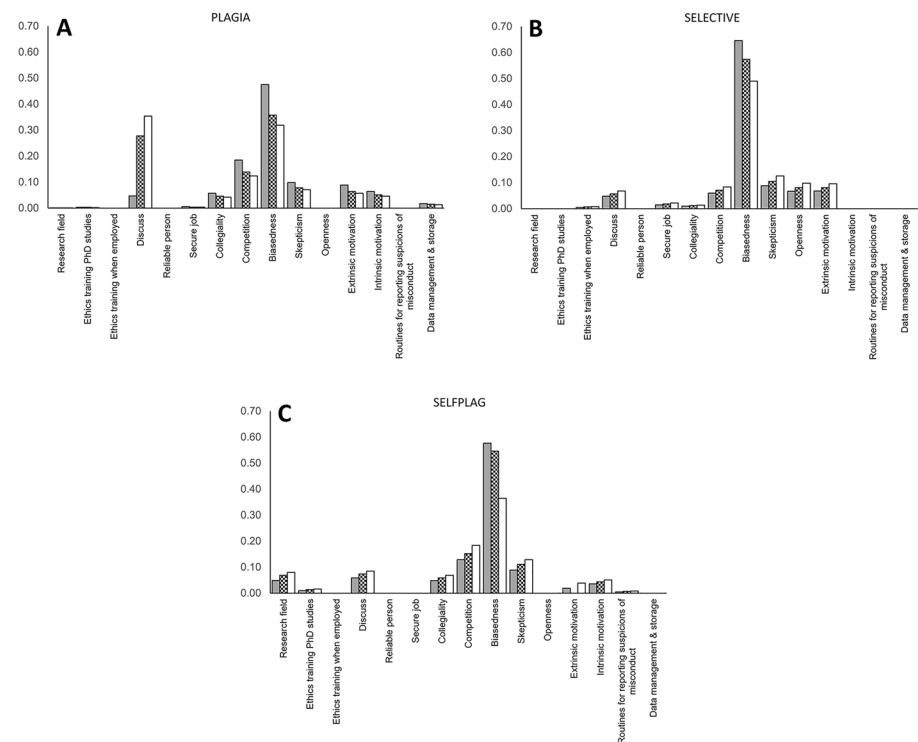 PLAGIA
A
0.70
0.60
0.50
0.40
0.30
0.20
0.10
0.00
Research field
Ethics training PhD studies
Ethics training when employed
Discuss
Reliable person
Secure job
Collegiality
Competition
Biasedness
Skepticism
Openness
Extrinsic motivation
Intrinsic motivation
Routines for reporting suspicions of
misconduct
Data management & storage
SELECTIVE
B
0.70
0.60
0.50
0.40
0.30
0.20
0.10
0.00
Research field
Ethics training PhD studies
Ethics training when employed
Discuss
Reliable person
Secure job
Collegiality
Competition
Biasedness
Skepticism
Openness
Extrinsic motivation
Intrinsic motivation
Routines for reporting suspicions of
misconduct
Data management & storage
SELFPLAG
C
0.70
0.60
0.50
0.40
0.30
0.20
0.10
0.00
Research field
Ethics training PhD studies
Ethics training when employed
Discuss
Reliable person
Secure job
Collegiality
Competition
Biasedness
Skepticism
Openness
Extrinsic motivation
Intrinsic motivation
Routines for reporting suspicions of
misconduct
Data management & storage